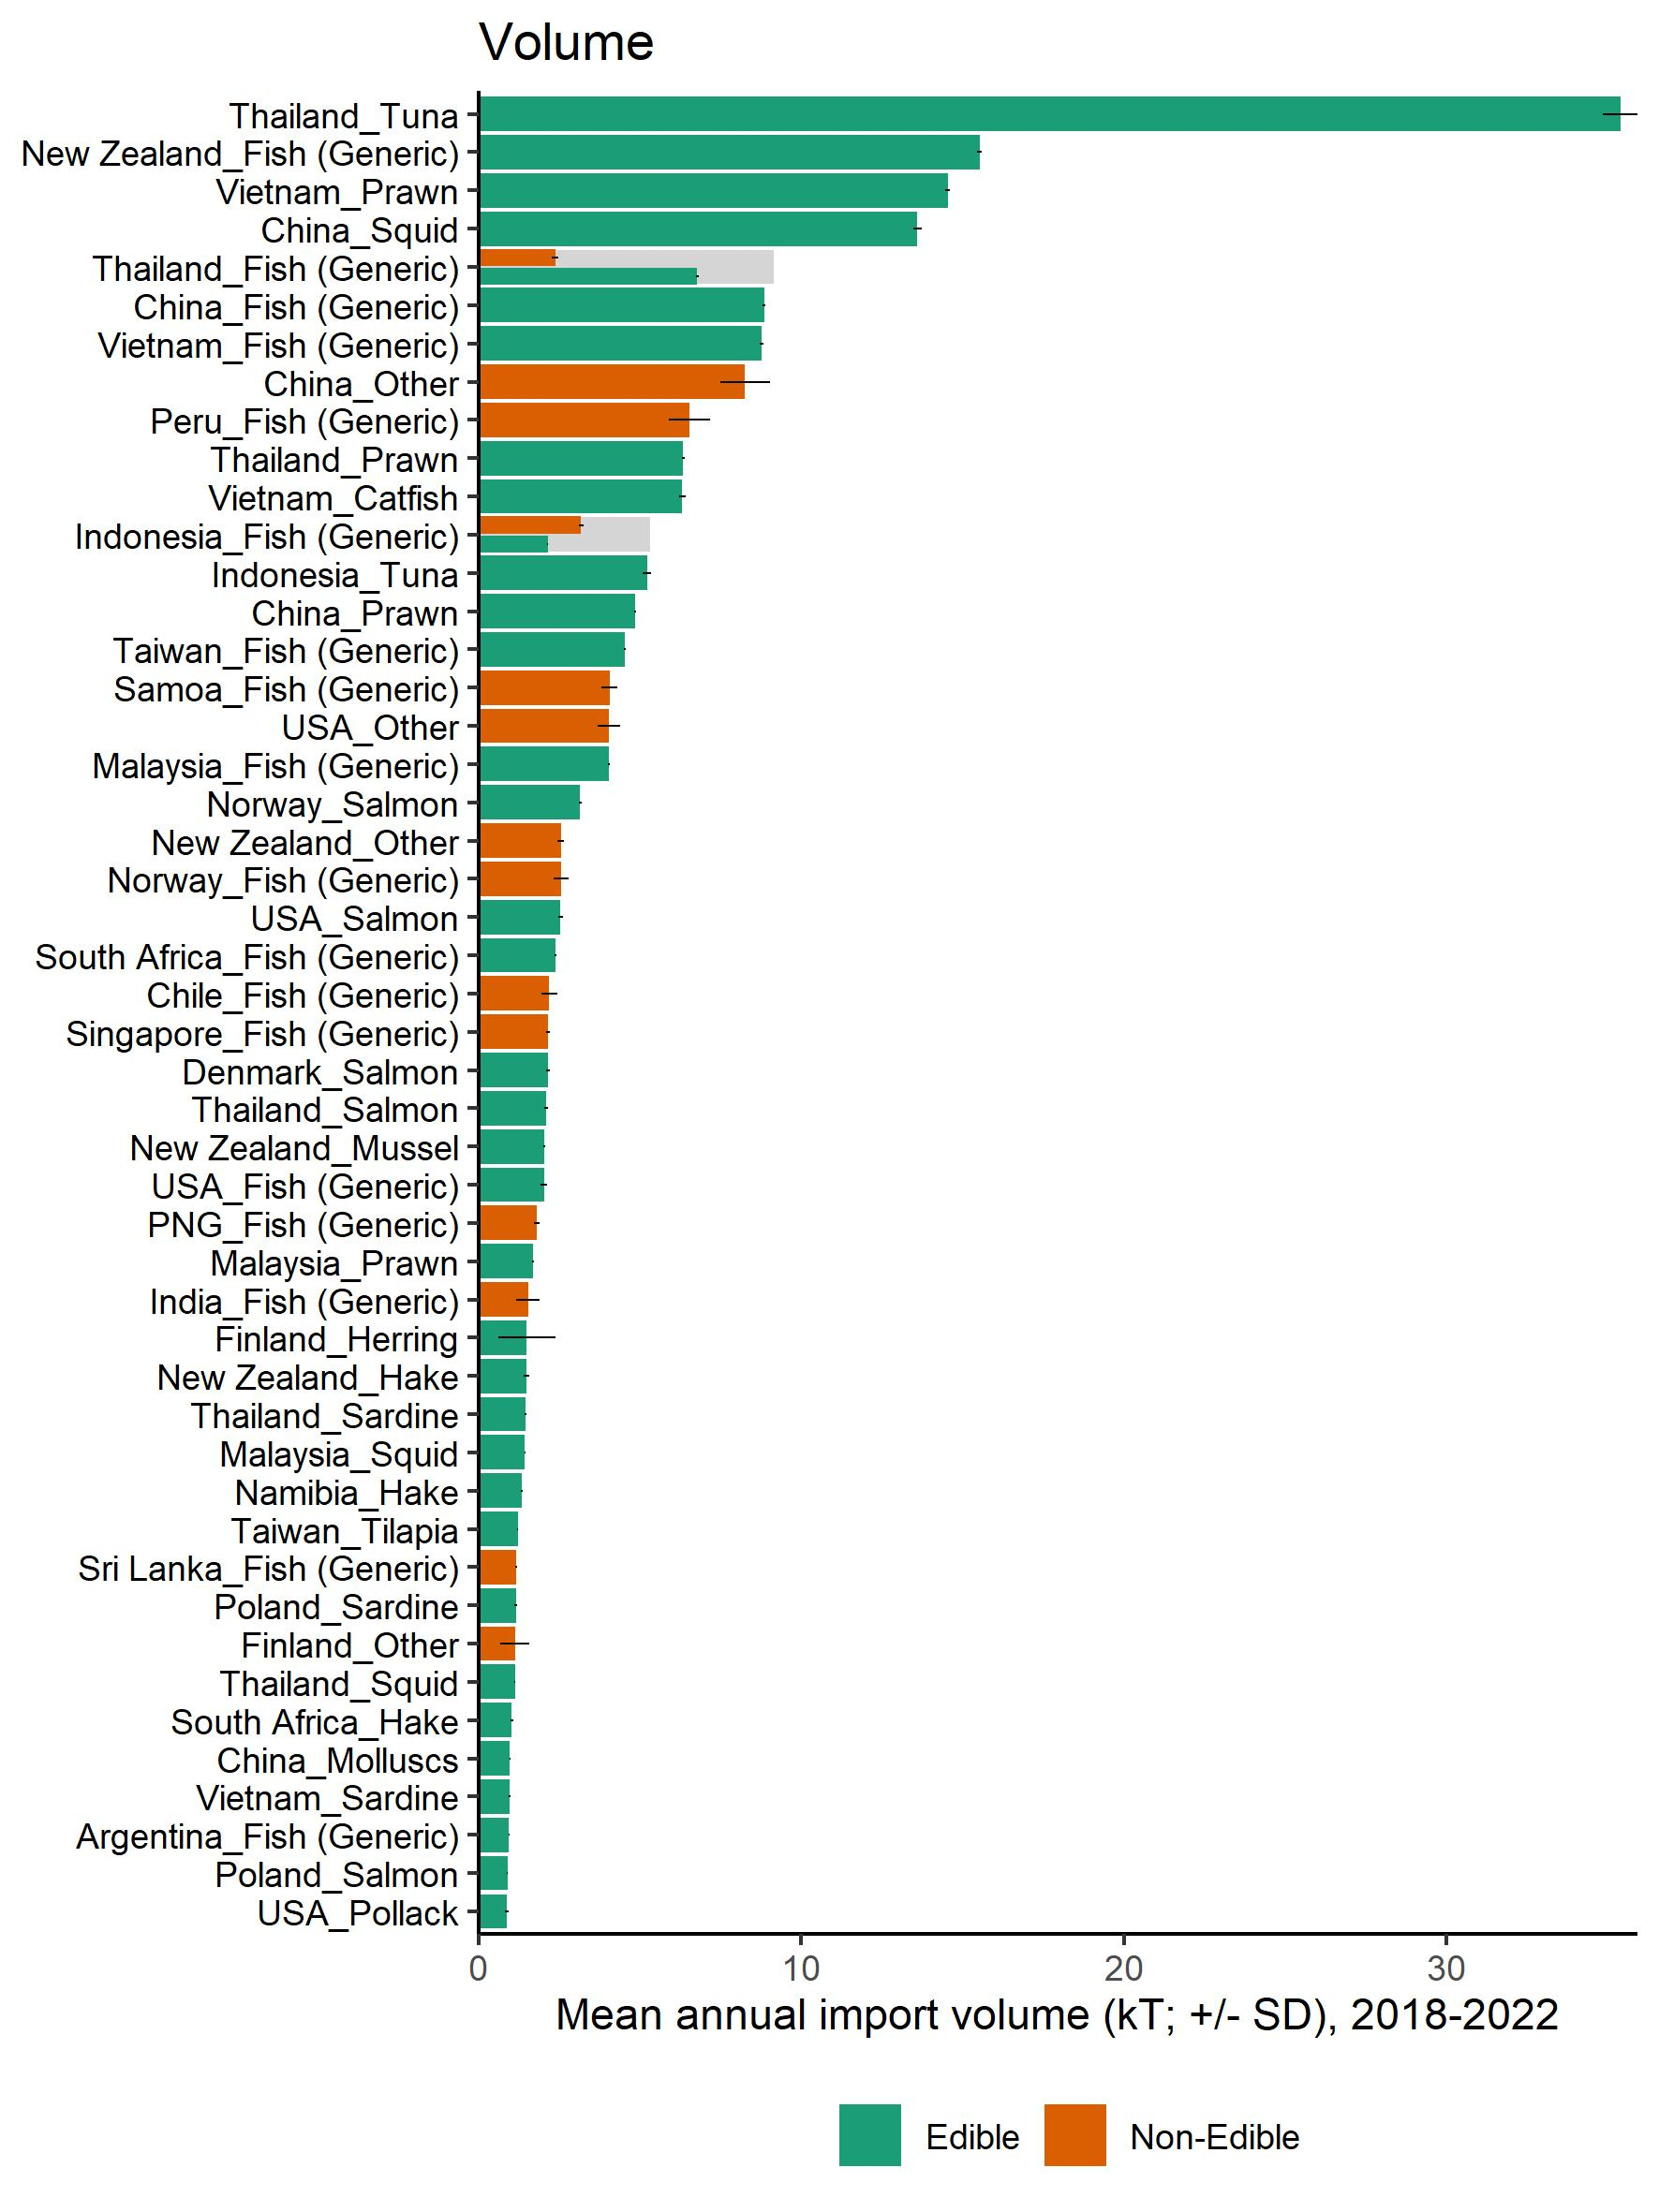 Volume
Thailand_Tuna
New Zealand_Fish (Generic)
Vietnam_Prawn
China_Squid
Thailand_Fish (Generic)
China_Fish (Generic)
Vietnam_Fish (Generic)
China_Other
Peru_Fish (Generic)
Thailand_Prawn
Vietnam_Catfish
Indonesia_Fish (Generic)
Indonesia_Tuna
China_Prawn
Taiwan_Fish (Generic)
Samoa_Fish (Generic)
USA_Other
Malaysia_Fish (Generic)
Norway_Salmon
New Zealand_Other
Norway_Fish (Generic)
USA_Salmon
South Africa_Fish (Generic)
Chile_Fish (Generic)
Singapore_Fish (Generic)
Denmark_Salmon
Thailand_Salmon
New Zealand_Mussel
USA_Fish (Generic)
PNG_Fish (Generic)
Malaysia_Prawn
India_Fish (Generic)
Finland_Herring
New Zealand_Hake
Thailand_Sardine
Malaysia_Squid
Namibia_Hake
Taiwan_Tilapia
Sri Lanka_Fish (Generic)
Poland_Sardine
Finland_Other
Thailand_Squid
South Africa_Hake
China_Molluscs
Vietnam_Sardine
Argentina_Fish (Generic)
Poland_Salmon
USA_Pollack
0 10 20 30
Mean annual import volume (kT; +/- SD), 2018-2022
Edible Non-Edible